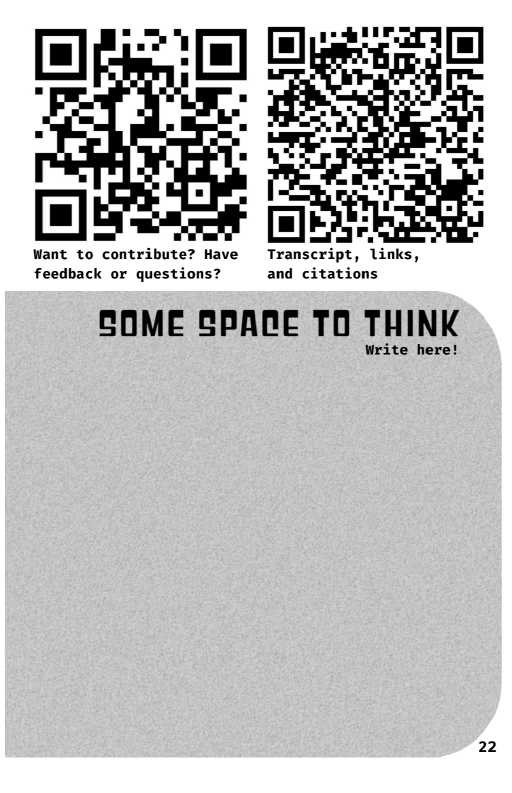 Want to contribute? Have
feedback or questions?
Transcript, links,
and citations
SOME SPACE TO THINK
Write here!
22